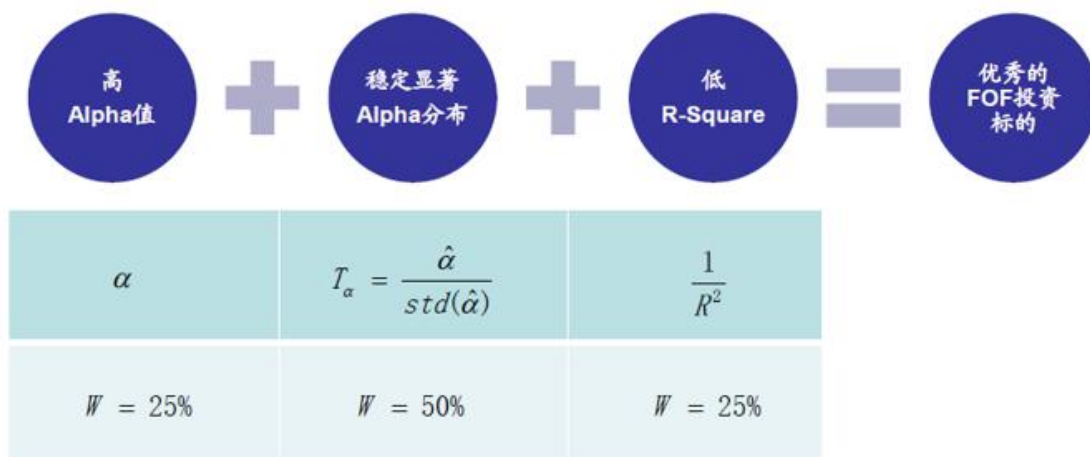 高
Alpha值
+
稳定显著
Alpha分布
+
低
R-Square
=
优秀的
FOF投资
标的
α
T_α = α̂ / std(α̂)
1 / R²
W = 25%
W = 50%
W = 25%